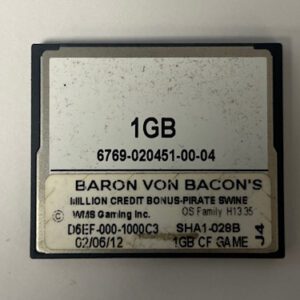 1GB
6769-020451-00-04
BARON VON BACON'S
MILLION CREDIT BONUS-PIRATE SWINE
© WMS Gaming Inc. OS Family H13.35
D6EF-000-1000C3 SHA1-028B
02/06/12 1GB CF GAME
J4